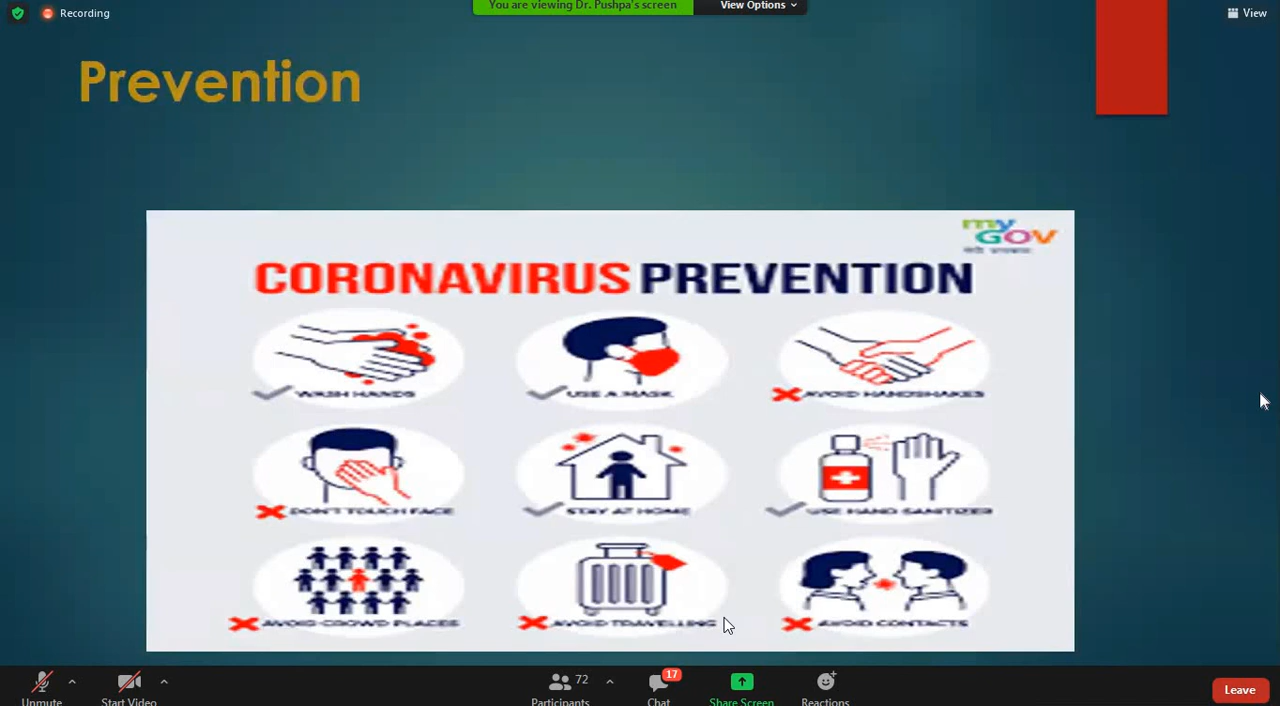 Recording
You are viewing Dr. Pushpa's screen
View Options
View
Prevention
my
GOV
CORONAVIRUS PREVENTION
WASH HANDS
USE A MASK
AVOID HANDSHAKES
DON'T TOUCH FACE
STAY AT HOME
USE HAND SANITIZER
AVOID CROWD PLACES
AVOID TRAVELLING
AVOID CONTACTS
72
17
Unmute
Start Video
Participants
Chat
Share Screen
Reactions
Leave